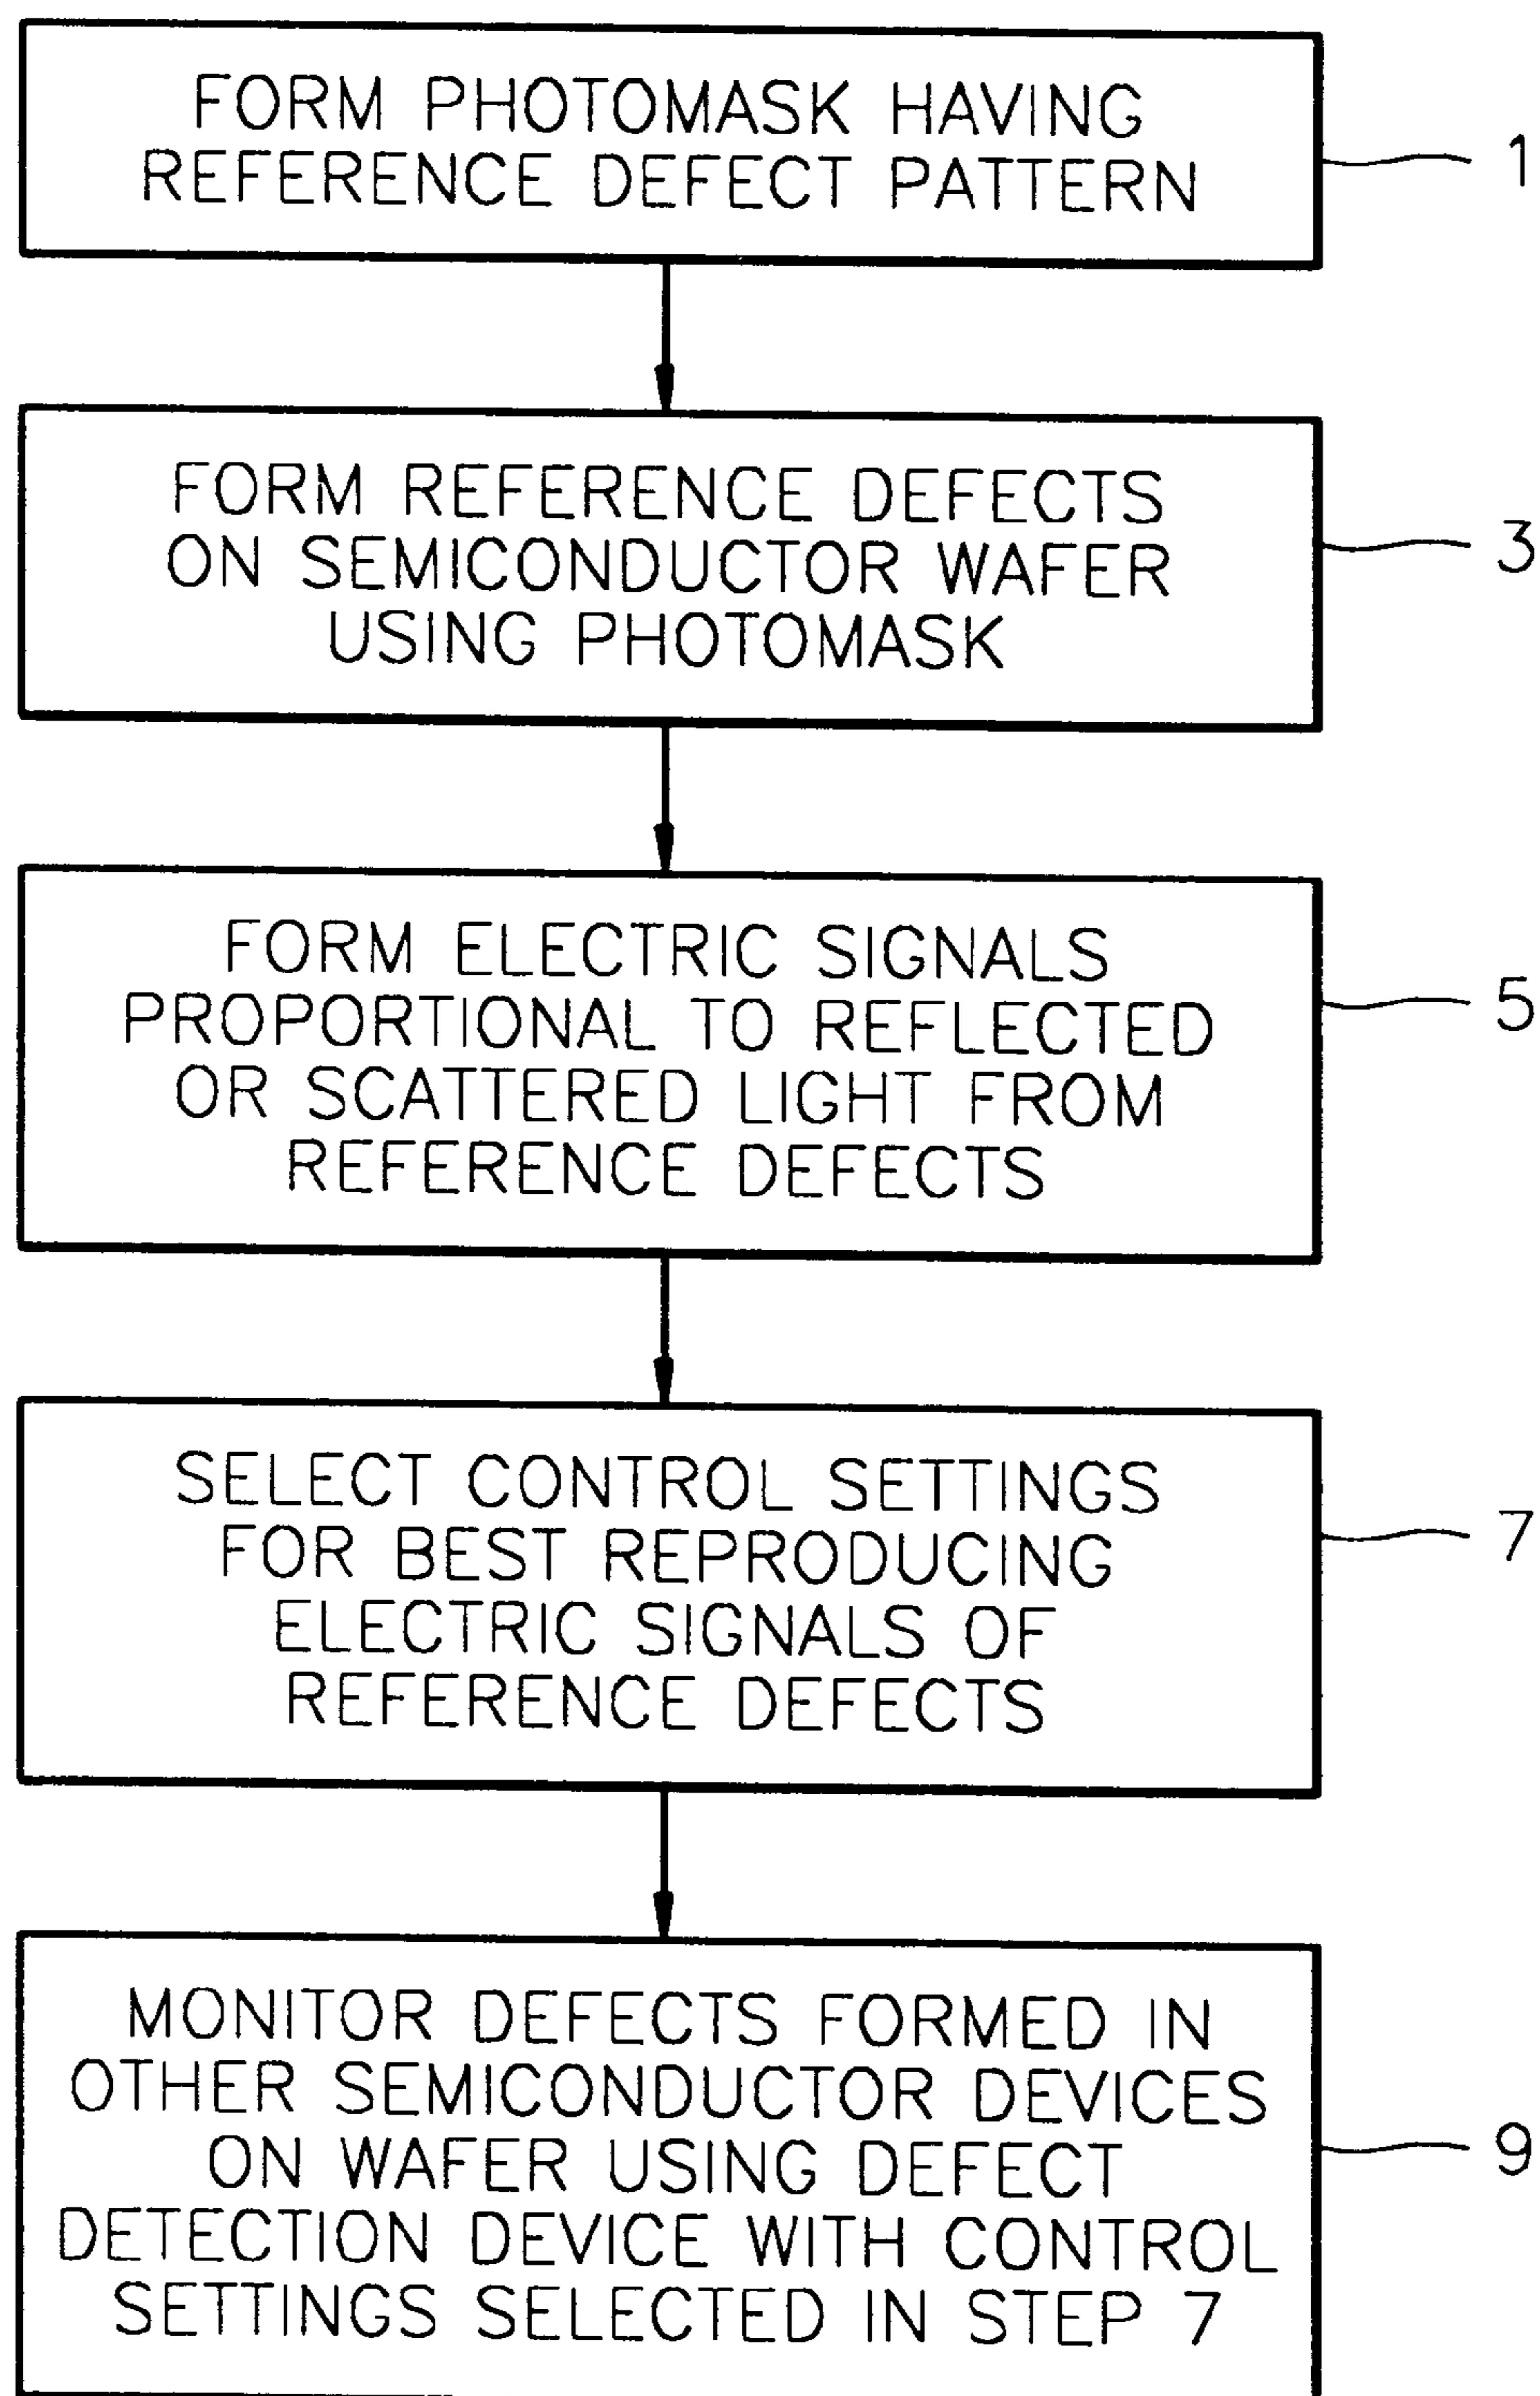 FORM PHOTOMASK HAVING
REFERENCE DEFECT PATTERN
1
FORM REFERENCE DEFECTS
ON SEMICONDUCTOR WAFER
USING PHOTOMASK
3
FORM ELECTRIC SIGNALS
PROPORTIONAL TO REFLECTED
OR SCATTERED LIGHT FROM
REFERENCE DEFECTS
5
SELECT CONTROL SETTINGS
FOR BEST REPRODUCING
ELECTRIC SIGNALS OF
REFERENCE DEFECTS
7
MONITOR DEFECTS FORMED IN
OTHER SEMICONDUCTOR DEVICES
ON WAFER USING DEFECT
DETECTION DEVICE WITH CONTROL
SETTINGS SELECTED IN STEP 7
9